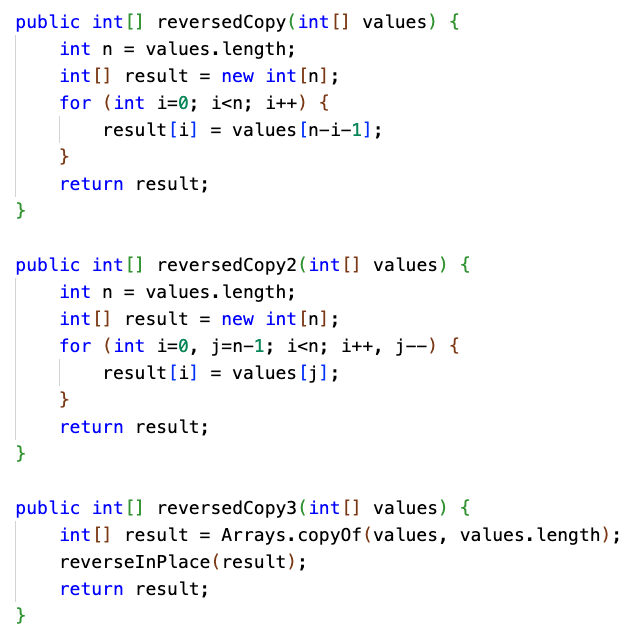 public int[] reversedCopy(int[] values) {
    int n = values.length;
    int[] result = new int[n];
    for (int i=0; i<n; i++) {
        result[i] = values[n-i-1];
    }
    return result;
}

public int[] reversedCopy2(int[] values) {
    int n = values.length;
    int[] result = new int[n];
    for (int i=0, j=n-1; i<n; i++, j--) {
        result[i] = values[j];
    }
    return result;
}

public int[] reversedCopy3(int[] values) {
    int[] result = Arrays.copyOf(values, values.length);
    reverseInPlace(result);
    return result;
}